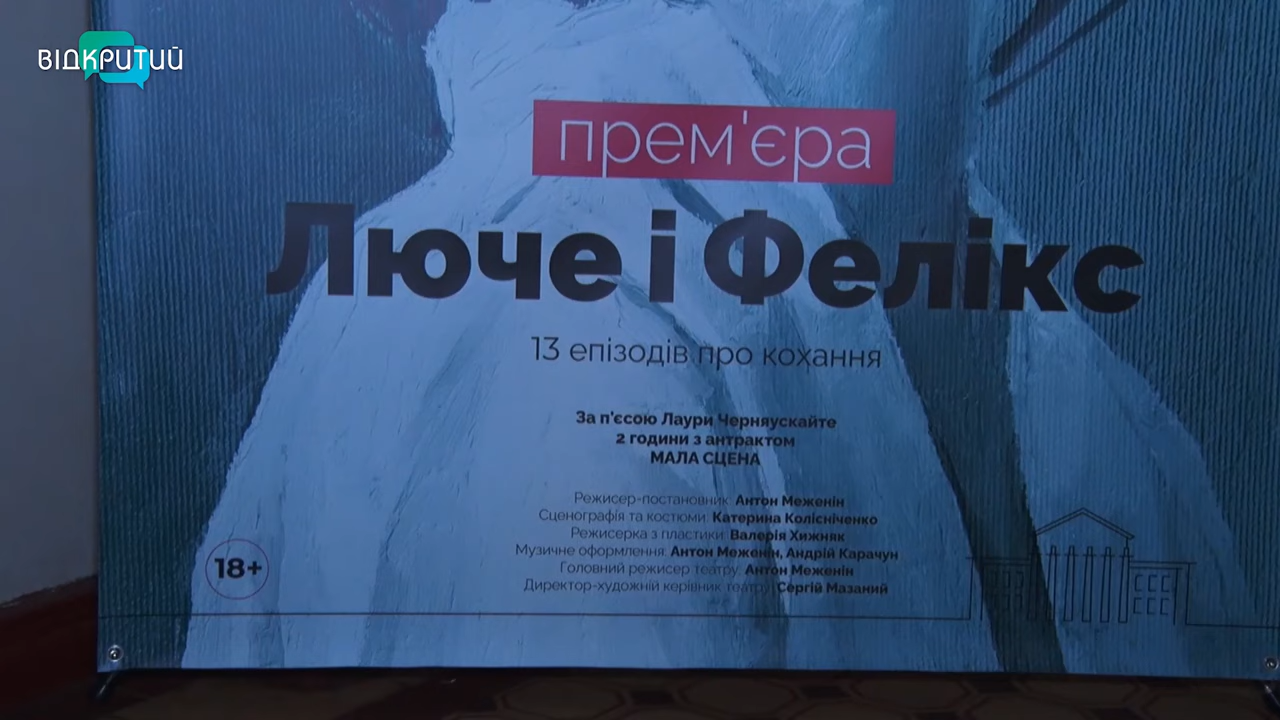 ВІДКРИТИЙ
прем'єра
Люче і Фелікс
13 епізодів про кохання
За п'єсою Лаури Черняускайте
2 години з антрактом
МАЛА СЦЕНА
Режисер-постановник: Антон Меженін
Сценографія та костюми: Катерина Колісніченко
Режисерка з пластики: Валерія Хижняк
Музичне оформлення: Антон Меженін, Андрій Карачун
Головний режисер театру: Антон Меженін
Директор-художній керівник театру: Сергій Мазаний
18+